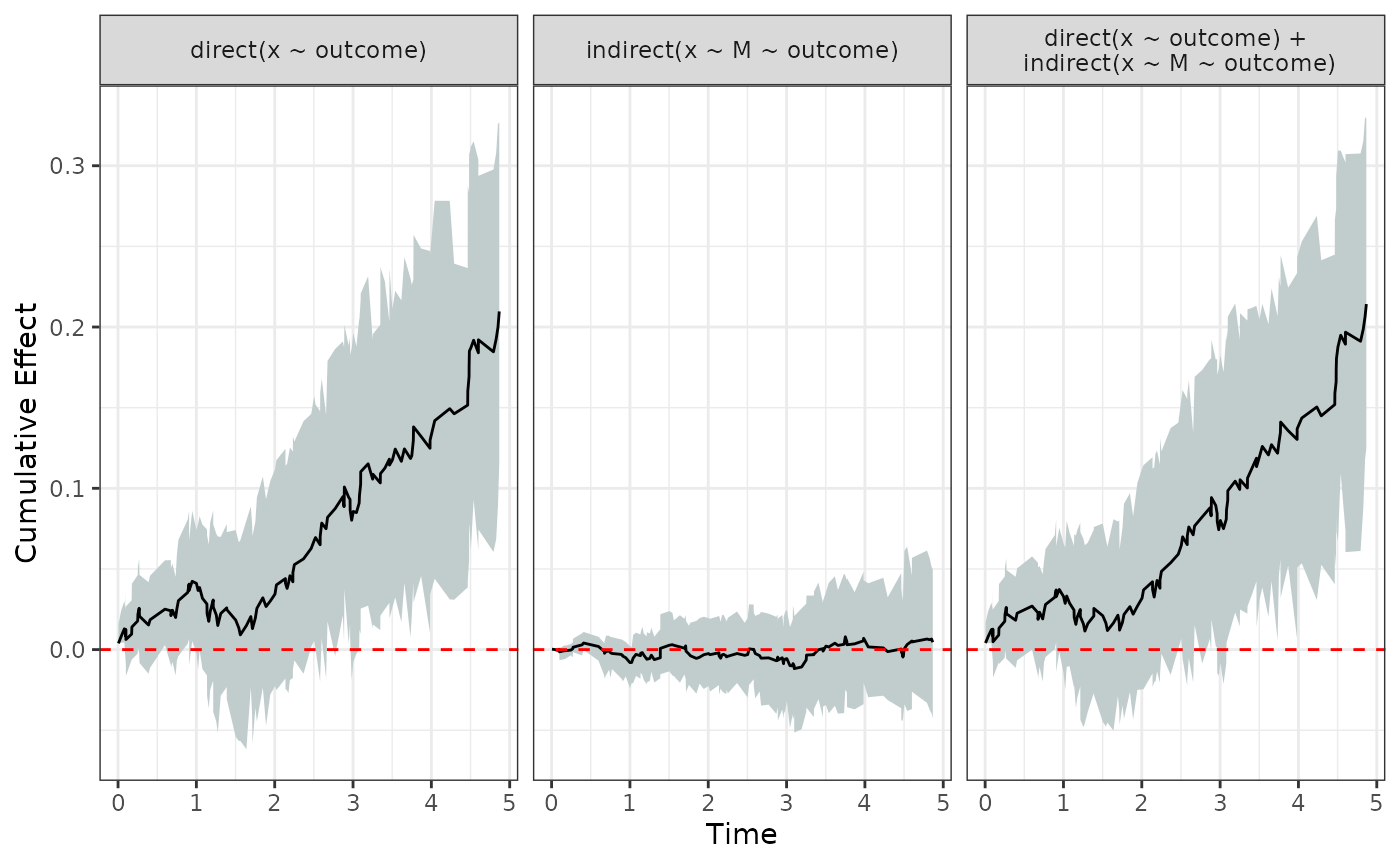 direct(x ~ outcome)
indirect(x ~ M ~ outcome)
direct(x ~ outcome) +
indirect(x ~ M ~ outcome)
Cumulative Effect
0.3
0.2
0.1
0.0
0 1 2 3 4 5
0 1 2 3 4 5
0 1 2 3 4 5
Time